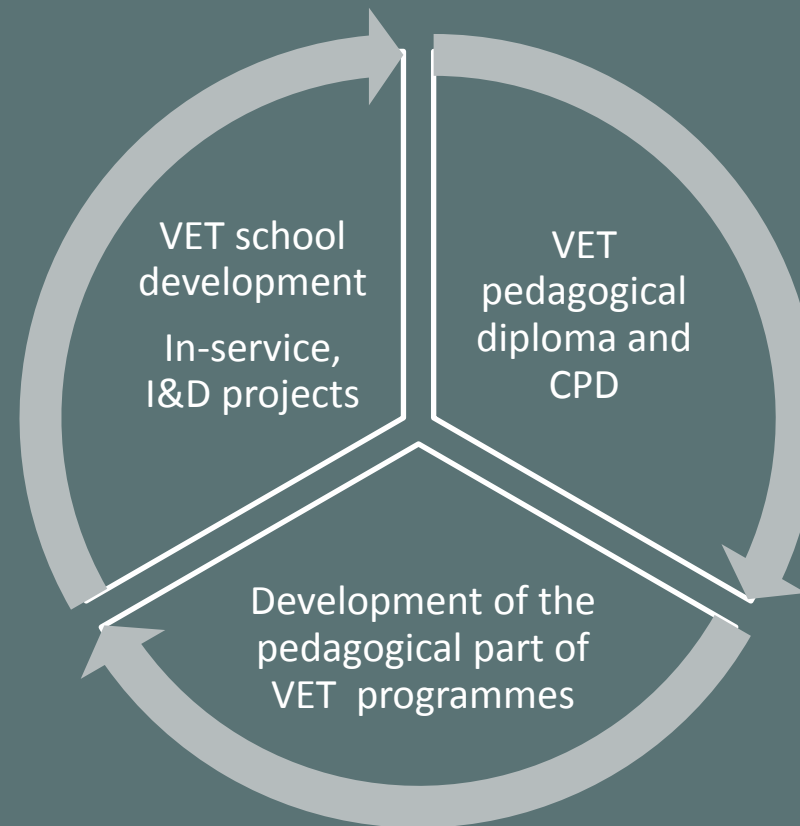 VET school
development
In-service,
I&D projects
VET
pedagogical
diploma and
CPD
Development of the
pedagogical part of
VET  programmes